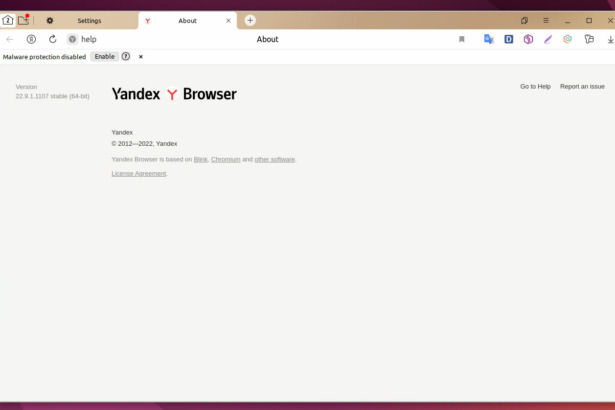 Settings
About
help
About
Malware protection disabled Enable
Version
22.9.1.1107 stable (64-bit)
Yandex Browser
Go to Help Report an issue
Yandex
© 2012—2022, Yandex
Yandex Browser is based on Blink, Chromium and other software.
License Agreement.